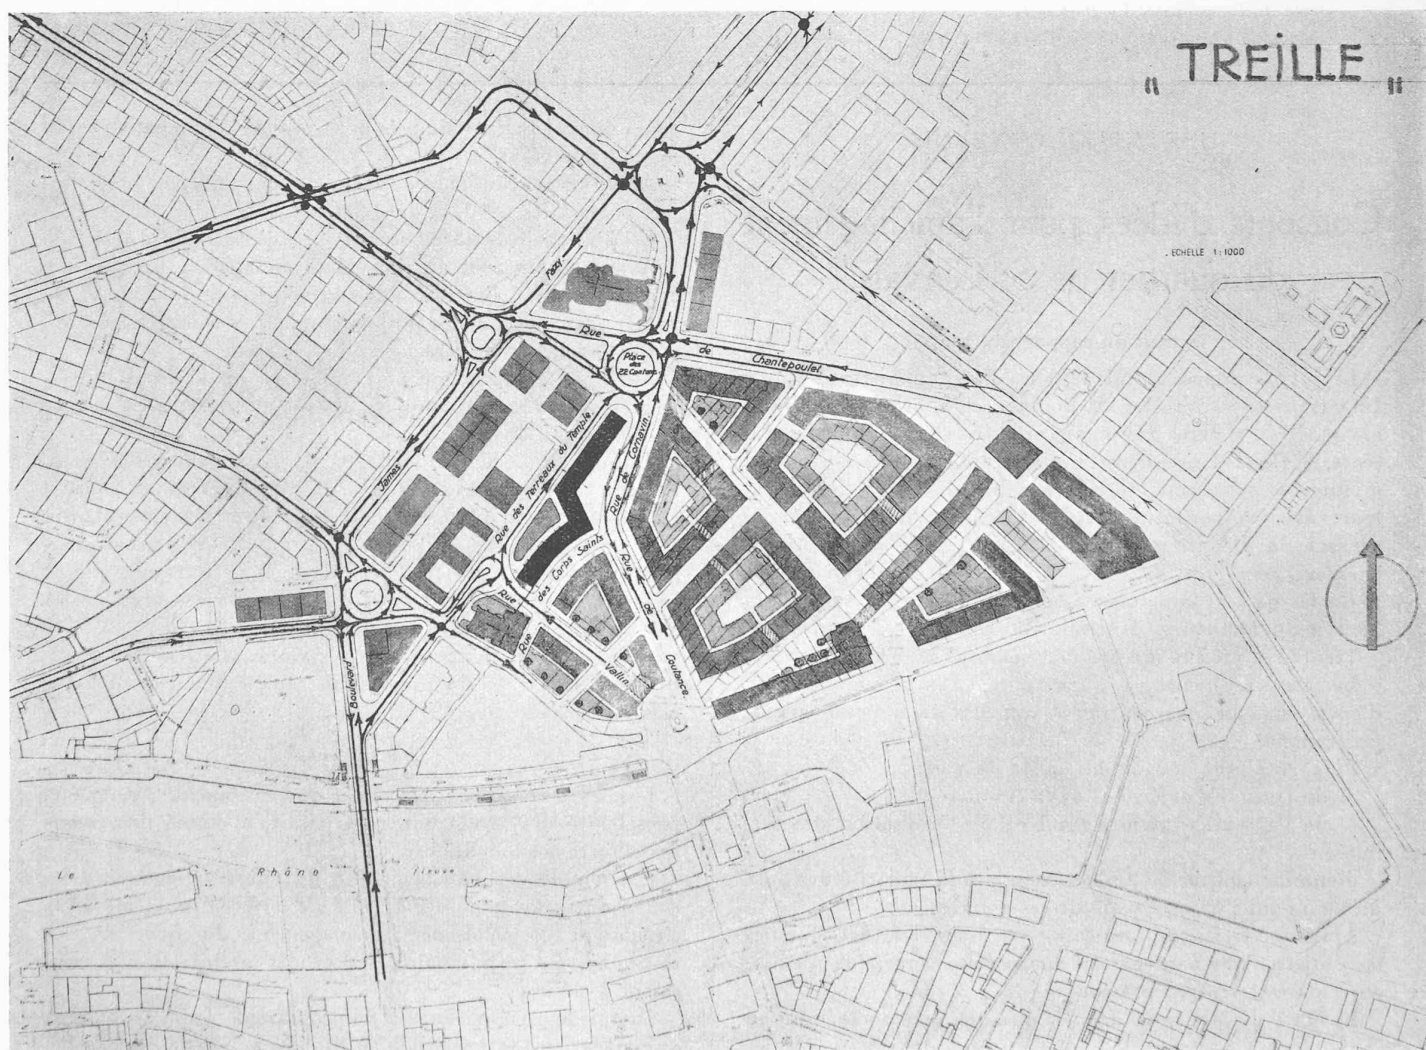 " TREILLE "
ECHELLE 1:1000
Fazy
Rue
de
Chantepoulet
Place
des
22 Cantons
James
Rue des Terreaux du Temple
Rue de Cornavin
Rue des Corps Saints
Rue
de
Coutance
Rue
Vallin
Boulevard
Le Rhône fleuve